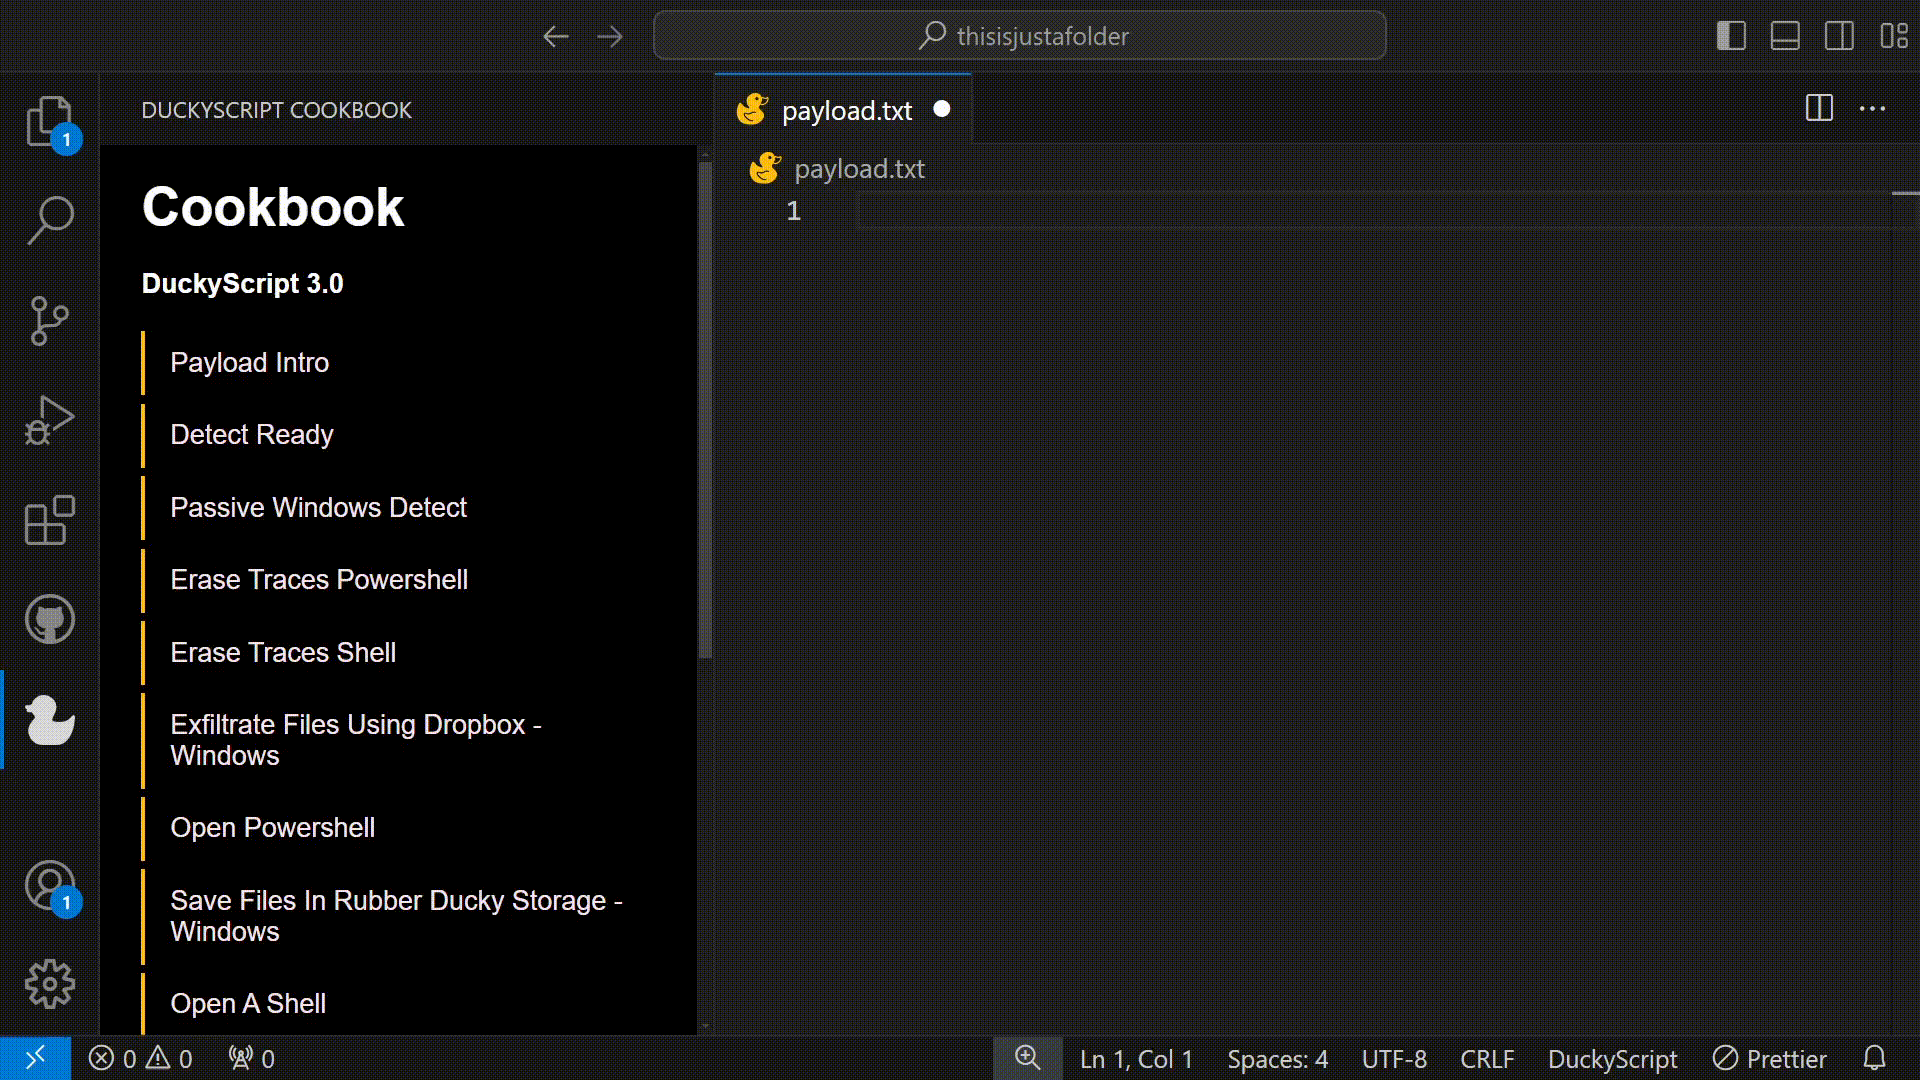 thisisjustafolder
DUCKYSCRIPT COOKBOOK
payload.txt
1
payload.txt
1
Cookbook
DuckyScript 3.0
Payload Intro
Detect Ready
Passive Windows Detect
Erase Traces Powershell
Erase Traces Shell
Exfiltrate Files Using Dropbox -
Windows
Open Powershell
Save Files In Rubber Ducky Storage -
Windows
Open A Shell
1
0 0 0
Ln 1, Col 1 Spaces: 4 UTF-8 CRLF DuckyScript Prettier